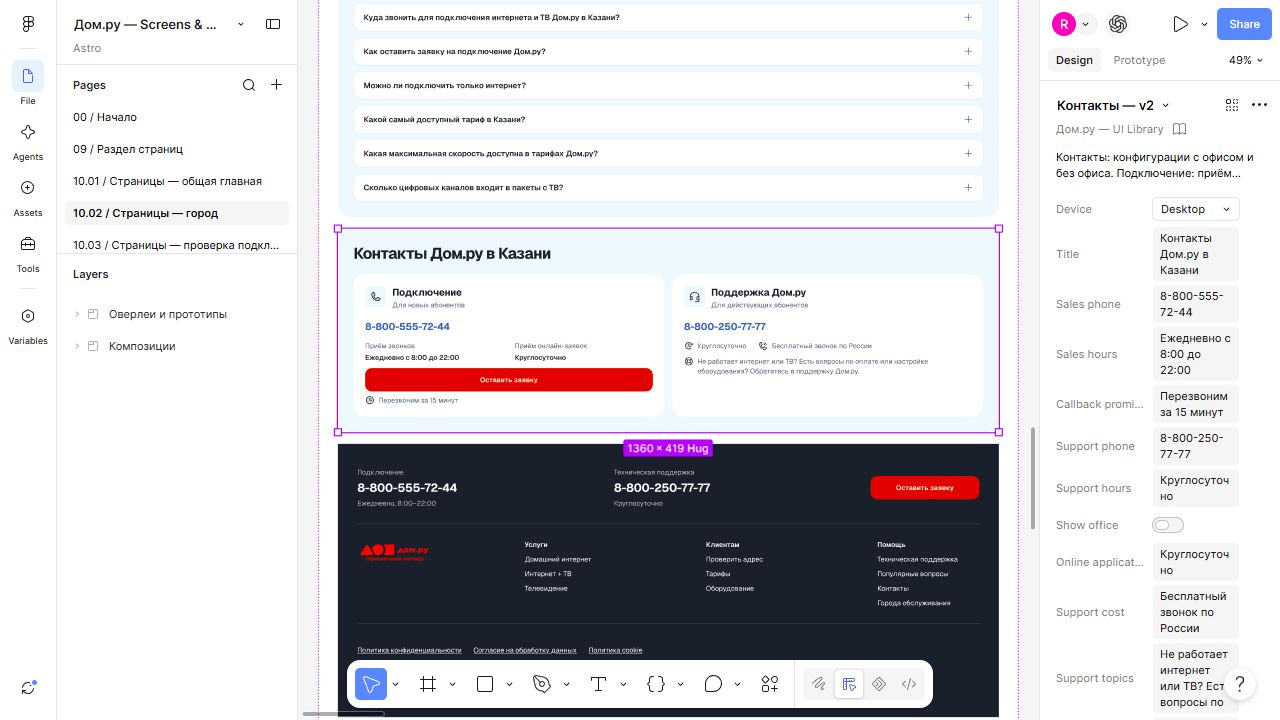 Дом.ру — Screens & ...
Astro
File
Agents
Assets
Tools
Variables
Pages
00 / Начало
09 / Раздел страниц
10.01 / Страницы — общая главная
10.02 / Страницы — город
10.03 / Страницы — проверка подкл...
Layers
Оверлеи и прототипы
Композиции
Куда звонить для подключения интернета и ТВ Дом.ру в Казани?
Как оставить заявку на подключение Дом.ру?
Можно ли подключить только интернет?
Какой самый доступный тариф в Казани?
Какая максимальная скорость доступна в тарифах Дом.ру?
Сколько цифровых каналов входит в пакеты с ТВ?
Контакты Дом.ру в Казани
Подключение
Для новых абонентов
8-800-555-72-44
Приём звонков
Ежедневно с 8:00 до 22:00
Приём онлайн-заявок
Круглосуточно
Оставить заявку
Перезвоним за 15 минут
Поддержка Дом.ру
Для действующих абонентов
8-800-250-77-77
Круглосуточно
Бесплатный звонок по России
Не работает интернет или ТВ? Есть вопросы по оплате или настройке
оборудования? Обратитесь в поддержку Дом.ру.
1360 × 419 Hug
Подключение
8-800-555-72-44
Ежедневно, 8:00–22:00
Техническая поддержка
8-800-250-77-77
Круглосуточно
Оставить заявку
дом.ру
Официальный партнер
Услуги
Домашний интернет
Интернет + ТВ
Телевидение
Клиентам
Проверить адрес
Тарифы
Оборудование
Помощь
Техническая поддержка
Популярные вопросы
Контакты
Города обслуживания
Политика конфиденциальности
Согласие на обработку данных
Политика cookie
R
Share
Design
Prototype
49%
Контакты — v2
Дом.ру — UI Library
Контакты: конфигурации с офисом и
без офиса. Подключение: приём...
Device
Desktop
Title
Контакты
Дом.ру в
Казани
Sales phone
8-800-555-
72-44
Sales hours
Ежедневно с
8:00 до
22:00
Callback promi...
Перезвоним
за 15 минут
Support phone
8-800-250-
77-77
Support hours
Круглосуточ
но
Show office
Online applicat...
Круглосуточ
но
Support cost
Бесплатный
звонок по
России
Support topics
Не работает
интернет
или ТВ? Ест
вопросы по
?